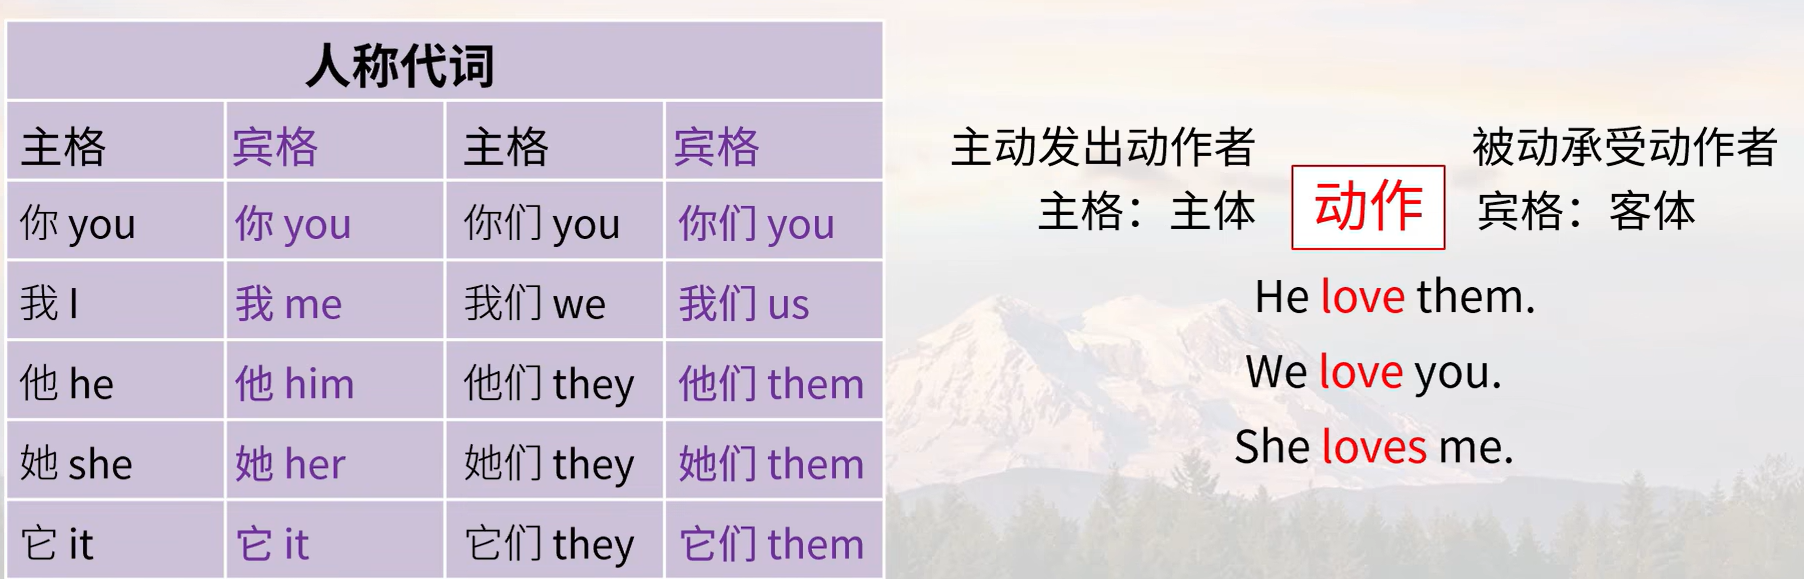 人称代词
主格 宾格 主格 宾格
你 you 你 you 你们 you 你们 you
我 I 我 me 我们 we 我们 us
他 he 他 him 他们 they 他们 them
她 she 她 her 她们 they 她们 them
它 it 它 it 它们 they 它们 them
主动发出动作者 被动承受动作者
主格：主体 动作 宾格：客体
He love them.
We love you.
She loves me.